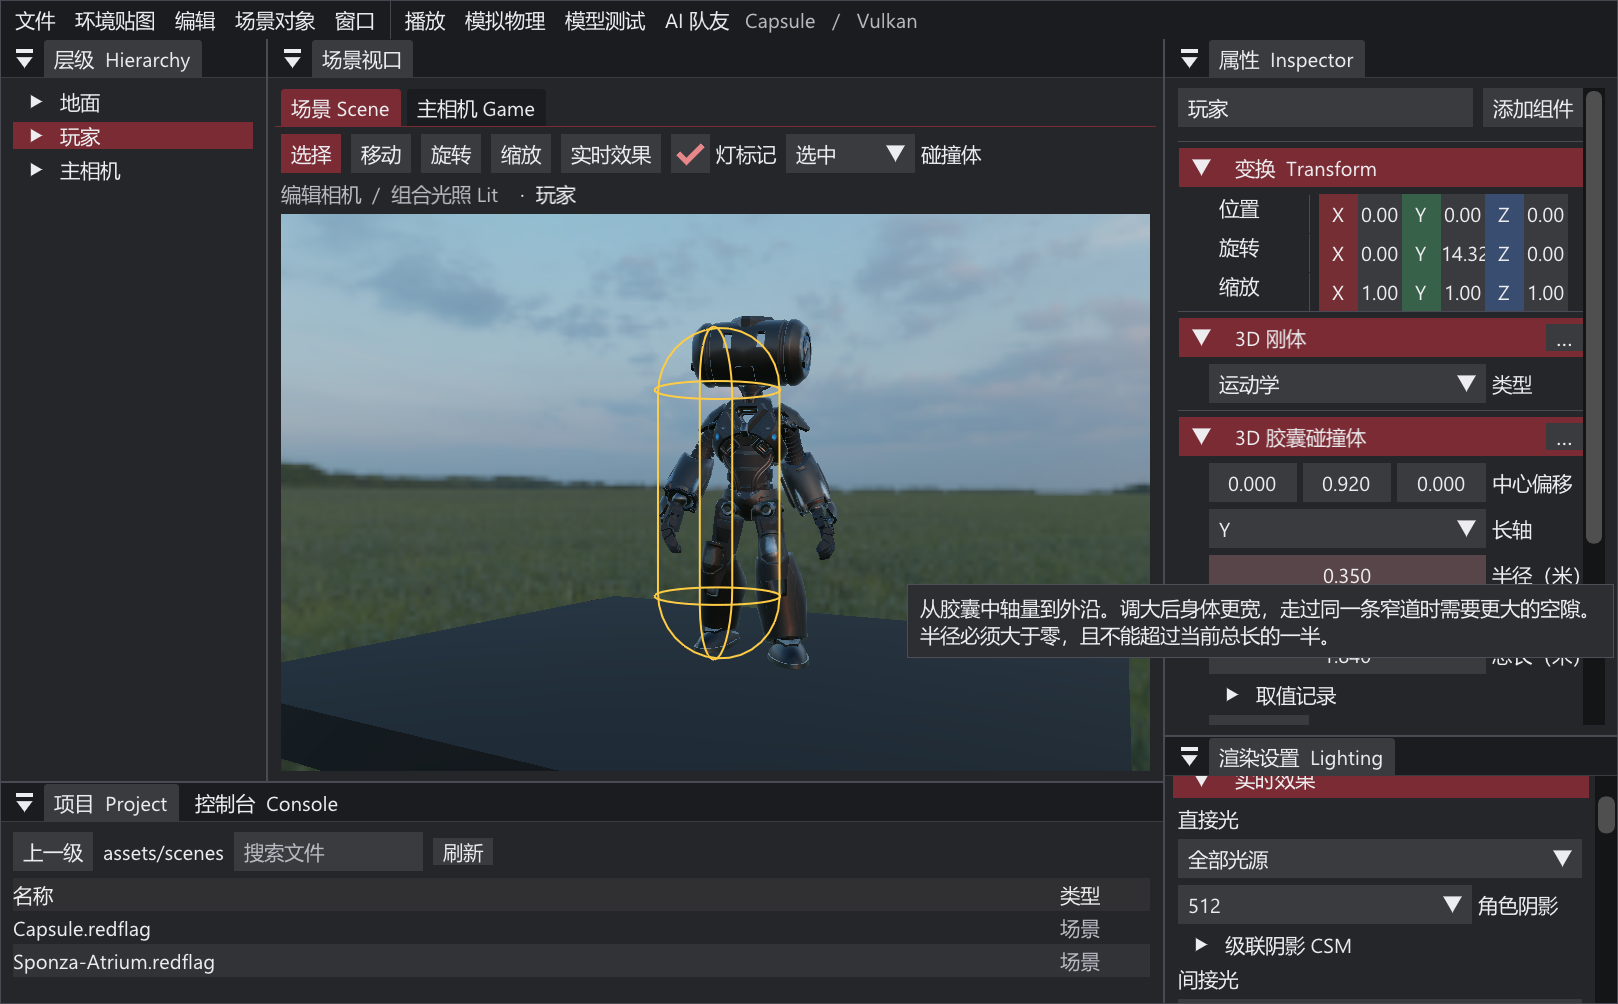 文件 环境贴图 编辑 场景对象 窗口 播放 模拟物理 模型测试 AI 队友 Capsule / Vulkan
层级 Hierarchy
地面
玩家
主相机
场景视口
场景 Scene 主相机 Game
选择 移动 旋转 缩放 实时效果 灯标记 选中 碰撞体
编辑相机 / 组合光照 Lit · 玩家
属性 Inspector
玩家 添加组件
变换 Transform
位置 X 0.00 Y 0.00 Z 0.00
旋转 X 0.00 Y 14.32 Z 0.00
缩放 X 1.00 Y 1.00 Z 1.00
3D 刚体 ...
运动学 类型
3D 胶囊碰撞体 ...
0.000 0.920 0.000 中心偏移
Y 长轴
0.350 半径（米）
从胶囊中轴量到外沿。调大后身体更宽，走过同一条窄道时需要更大的空隙。
半径必须大于零，且不能超过当前总长的一半。
1.840 总长（米）
取值记录
渲染设置 Lighting
实时效果
直接光
全部光源
512 角色阴影
级联阴影 CSM
间接光
项目 Project 控制台 Console
上一级 assets/scenes 搜索文件 刷新
名称 类型
Capsule.redflag 场景
Sponza-Atrium.redflag 场景